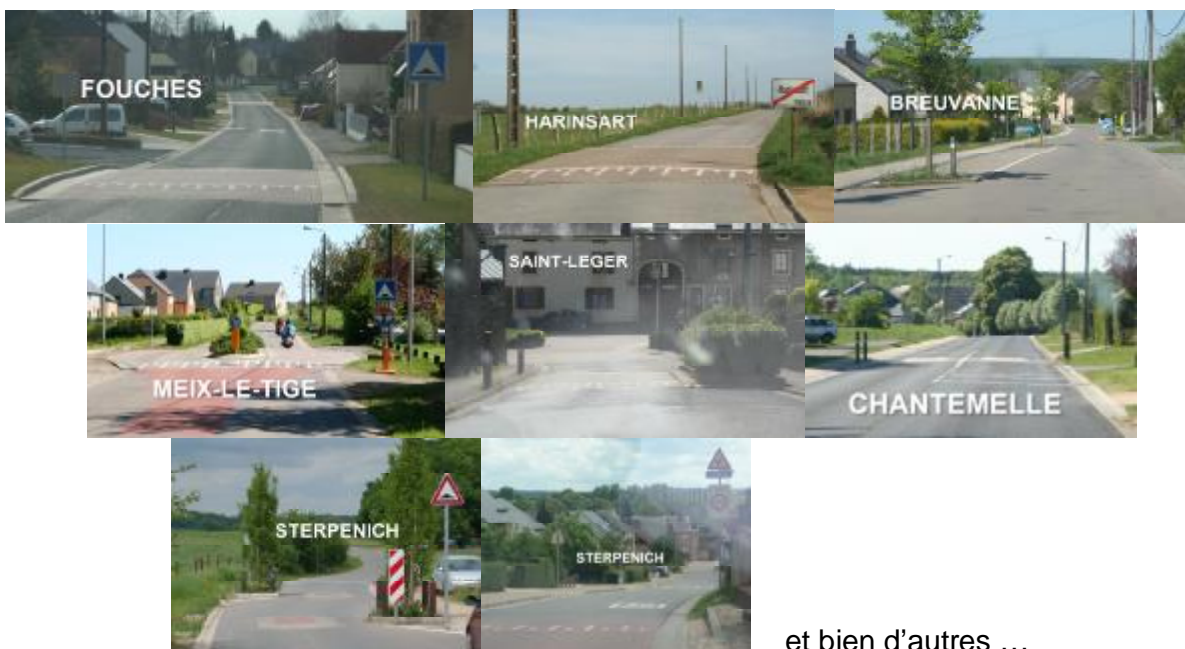 FOUCHES
HARINSART
BREUVANNE
MEIX-LE-TIGE
SAINT-LEGER
CHANTEMELLE
STERPENICH
STERPENICH
et bien d'autres …